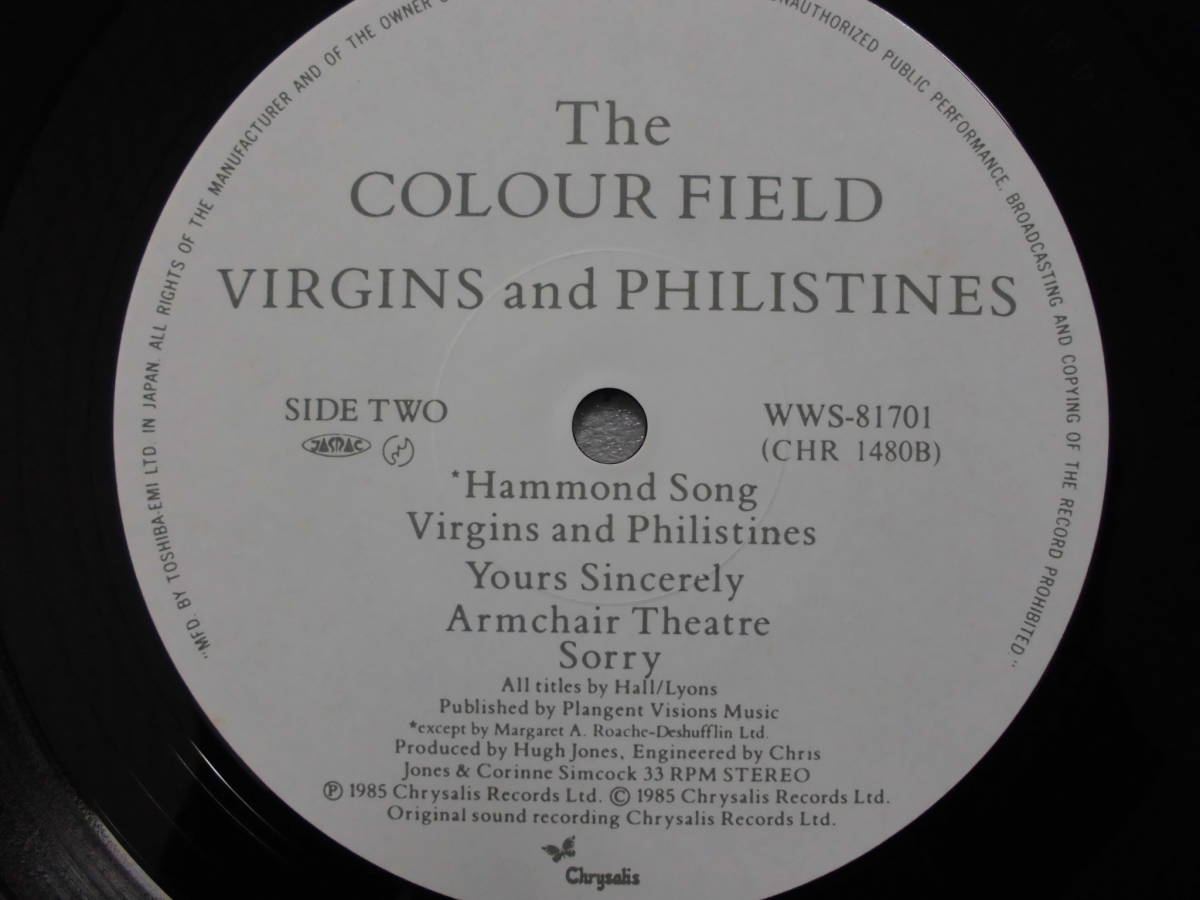 The
COLOUR FIELD
VIRGINS and PHILISTINES
SIDE TWO
WWS-81701
JASRAC
(CHR 1480B)
*Hammond Song
Virgins and Philistines
Yours Sincerely
Armchair Theatre
Sorry
All titles by Hall/Lyons
Published by Plangent Visions Music
*except by Margaret A. Roache-Deshufflin Ltd.
Produced by Hugh Jones, Engineered by Chris
Jones & Corinne Simcock 33 RPM STEREO
℗ 1985 Chrysalis Records Ltd. © 1985 Chrysalis Records Ltd.
Original sound recording Chrysalis Records Ltd.
Chrysalis
"MFD. BY TOSHIBA-EMI LTD. IN JAPAN. ALL RIGHTS OF THE MANUFACTURER AND OF THE OWNER UNAUTHORIZED PUBLIC PERFORMANCE, BROADCASTING AND COPYING OF THE RECORD PROHIBITED."